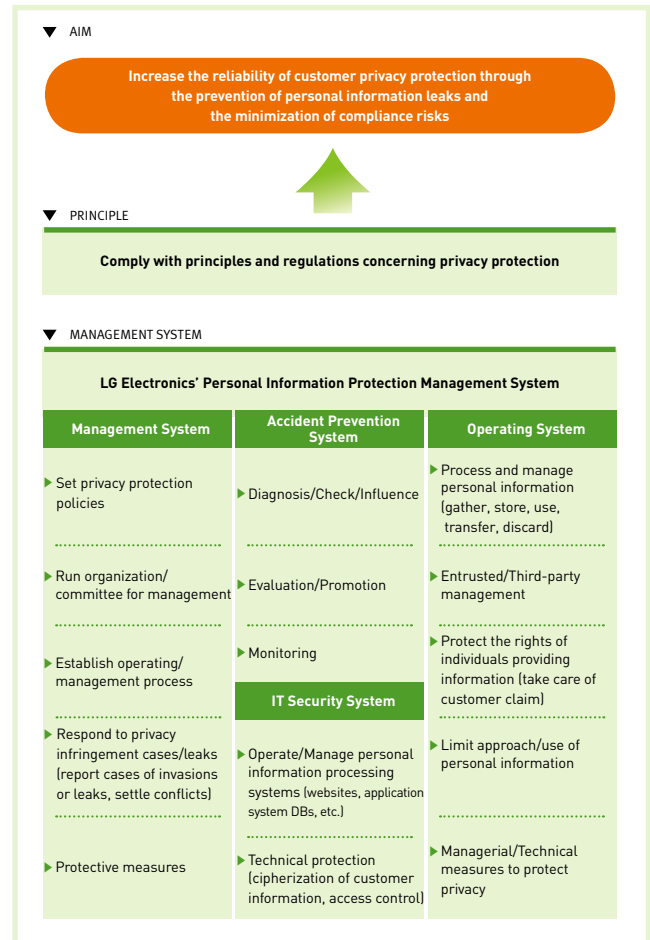 AIM
Increase the reliability of customer privacy protection through
the prevention of personal information leaks and
the minimization of compliance risks
PRINCIPLE
Comply with principles and regulations concerning privacy protection
MANAGEMENT SYSTEM
LG Electronics’ Personal Information Protection Management System
Management System
Set privacy protection
policies
Run organization/
committee for management
Establish operating/
management process
Respond to privacy
infringement cases/leaks
(report cases of invasions
or leaks, settle conflicts)
Protective measures
Accident Prevention
System
Diagnosis/Check/Influence
Evaluation/Promotion
Monitoring
IT Security System
Operate/Manage personal
information processing
systems (websites, application
system DBs, etc.)
Technical protection
(cipherization of customer
information, access control)
Operating System
Process and manage
personal information
(gather, store, use,
transfer, discard)
Entrusted/Third-party
management
Protect the rights of
individuals providing
information (take care of
customer claim)
Limit approach/use of
personal information
Managerial/Technical
measures to protect
privacy